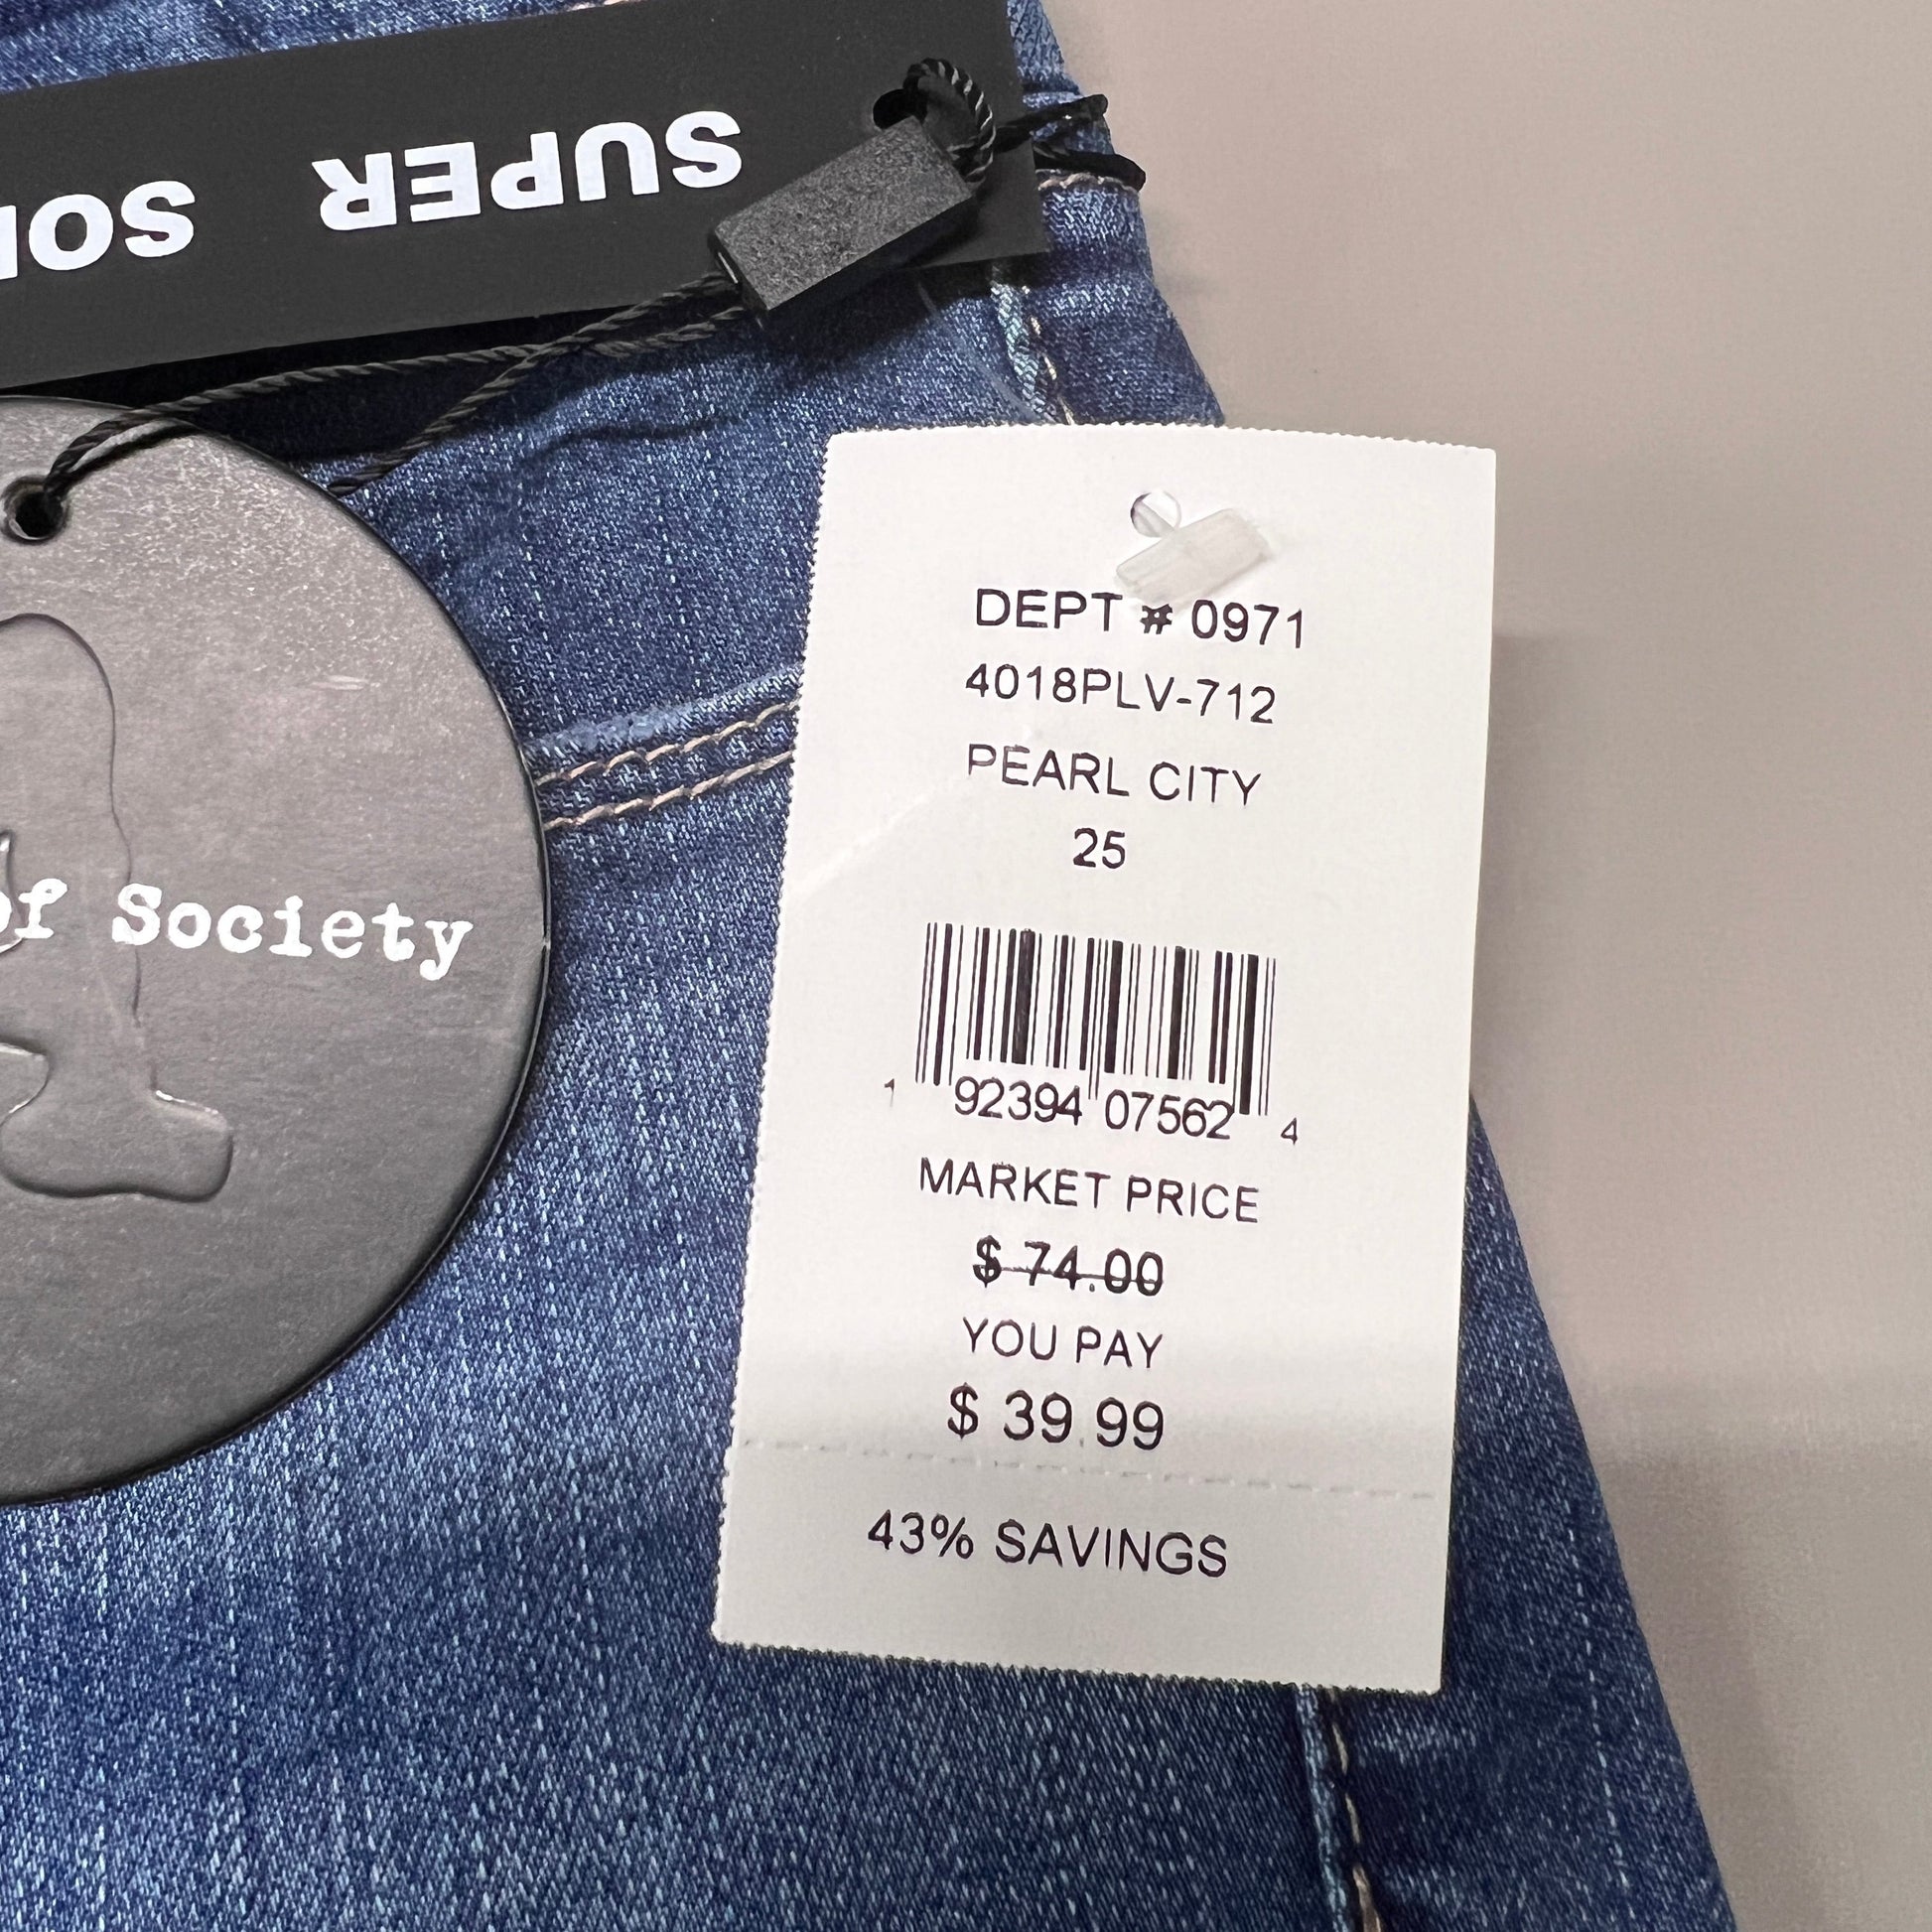 SUPER
of Society
DEPT # 0971
4018PLV-712
PEARL CITY
25
1 92394 07562 4
MARKET PRICE
$ 74.00
YOU PAY
$ 39.99
43% SAVINGS